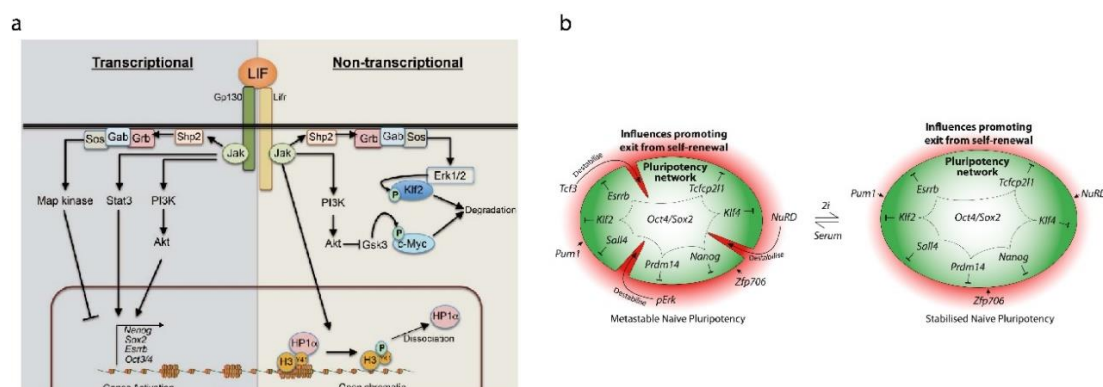 a
Transcriptional
Non-transcriptional
LIF
Gp130
Lifr
Sos
Gab
Grb
Shp2
Jak
Jak
Shp2
Grb
Gab
Sos
Erk1/2
P
Klf2
Map kinase
Stat3
PI3K
PI3K
Degradation
Akt
Akt
Gsk3
P
c-Myc
Nenog
Sox2
Esrrb
Oct3/4
HP1α
HP1α
Dissociation
H3
Y41
H3
P
Y41
b
Influences promoting
exit from self-renewal
Pluripotency
network
Destabilise
Tcf3
Esrrb
Tcfcp2l1
Klf2
Oct4/Sox2
Klf4
NuRD
Sall4
Pum1
Prdm14
Nanog
Destabilise
Zfp706
Destabilise
pErk
Metastable Naive Pluripotency
2i
Serum
Influences promoting
exit from self-renewal
Pluripotency
network
Pum1
Esrrb
Tcfcp2l1
NuRD
Klf2
Oct4/Sox2
Klf4
Sall4
Prdm14
Nanog
Zfp706
Stabilised Naive Pluripotency